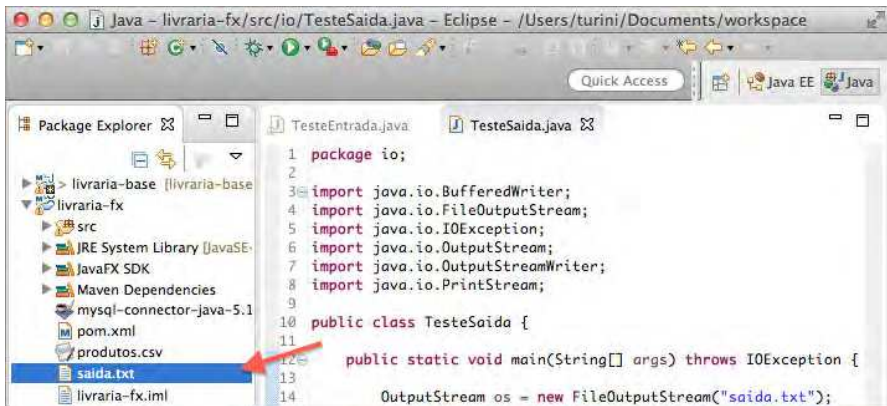 Java – livraria-fx/src/io/TesteSaida.java – Eclipse – /Users/turini/Documents/workspace
Quick Access
Java EE
Java
Package Explorer
> livraria-base [livraria-base
livraria-fx
src
JRE System Library [JavaSE-
JavaFX SDK
Maven Dependencies
mysql-connector-java-5.1
pom.xml
produtos.csv
saida.txt
livraria-fx.iml
TesteEntrada.java
TesteSaida.java
1 package io;
2
3 import java.io.BufferedWriter;
4 import java.io.FileOutputStream;
5 import java.io.IOException;
6 import java.io.OutputStream;
7 import java.io.OutputStreamWriter;
8 import java.io.PrintStream;
9
10 public class TesteSaida {
11
12 public static void main(String[] args) throws IOException {
13
14 OutputStream os = new FileOutputStream("saida.txt");